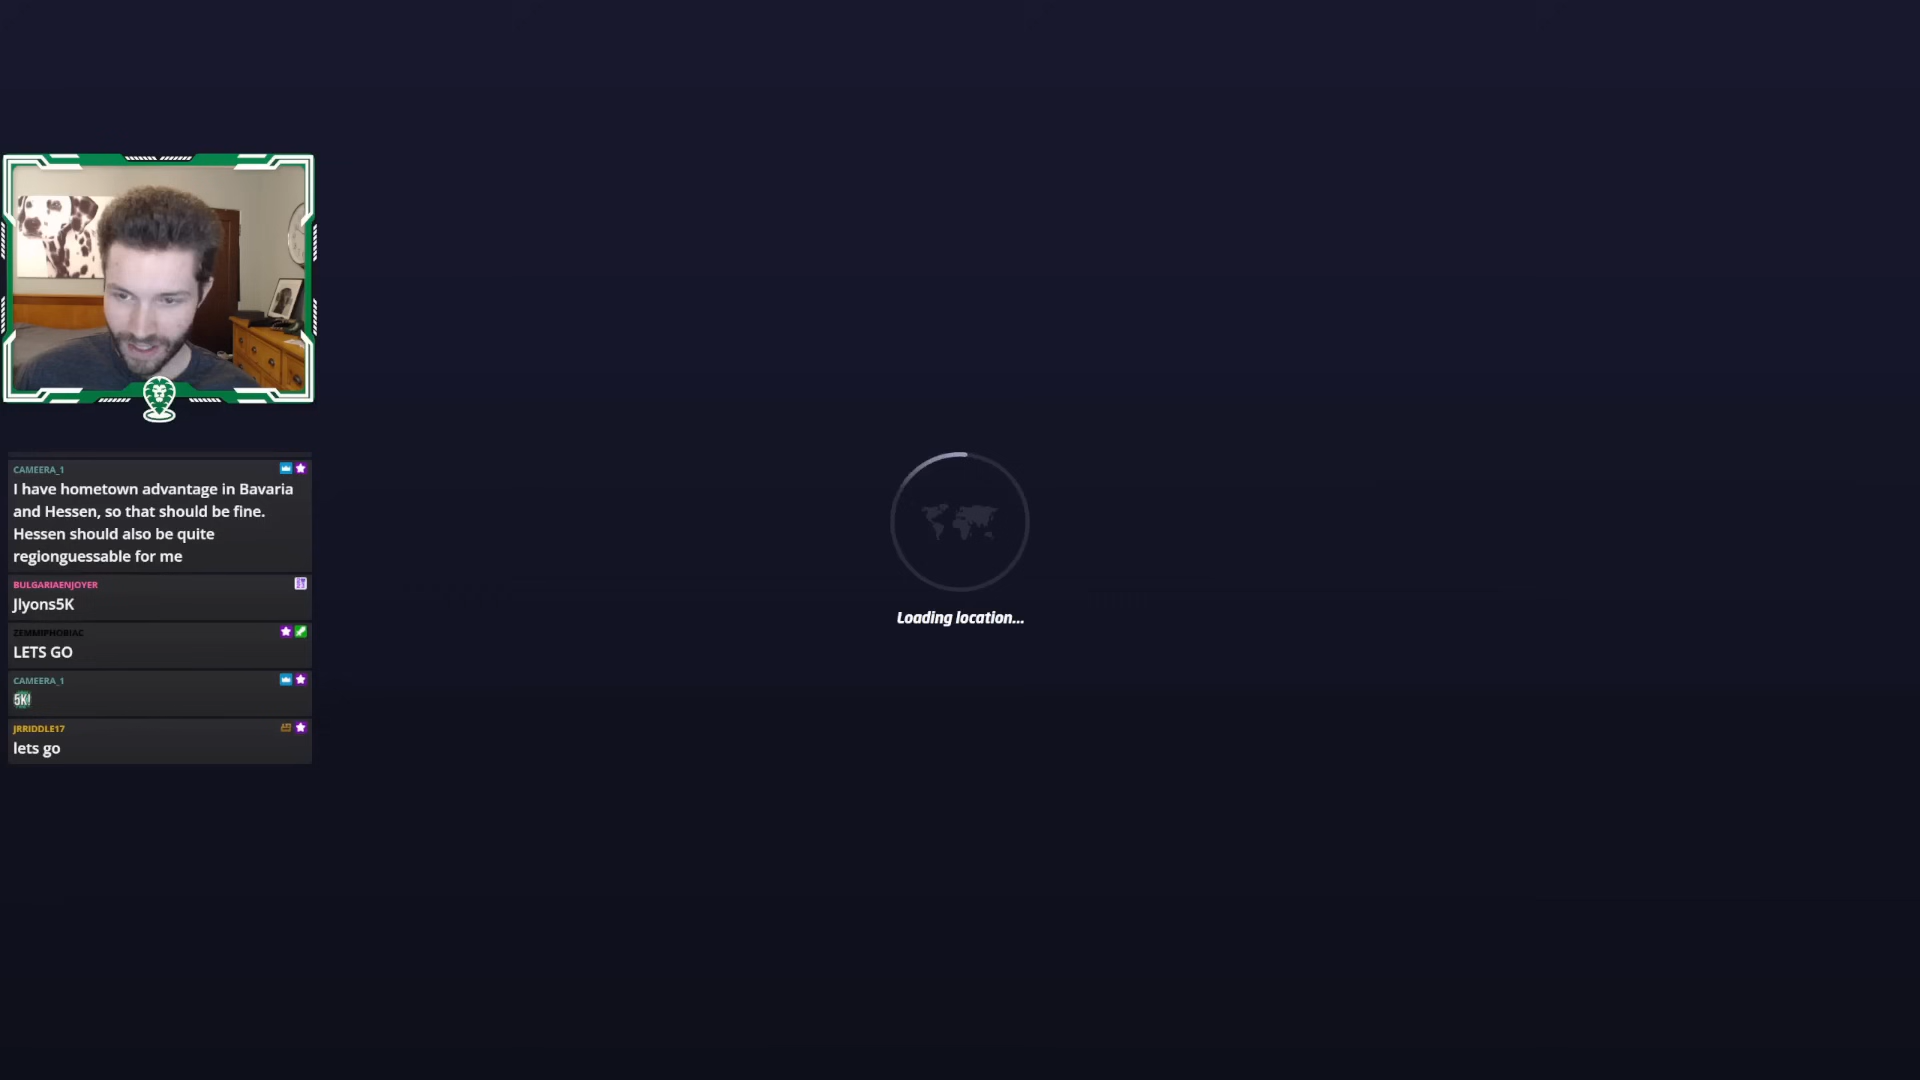 CAMEERA_1
I have hometown advantage in Bavaria
and Hessen, so that should be fine.
Hessen should also be quite
regionguessable for me
BULGARIAENJOYER
Jlyons5K
ZEMMIPHOBIAC
LETS GO
CAMEERA_1
5K!
JRRIDDLE17
lets go
Loading location...